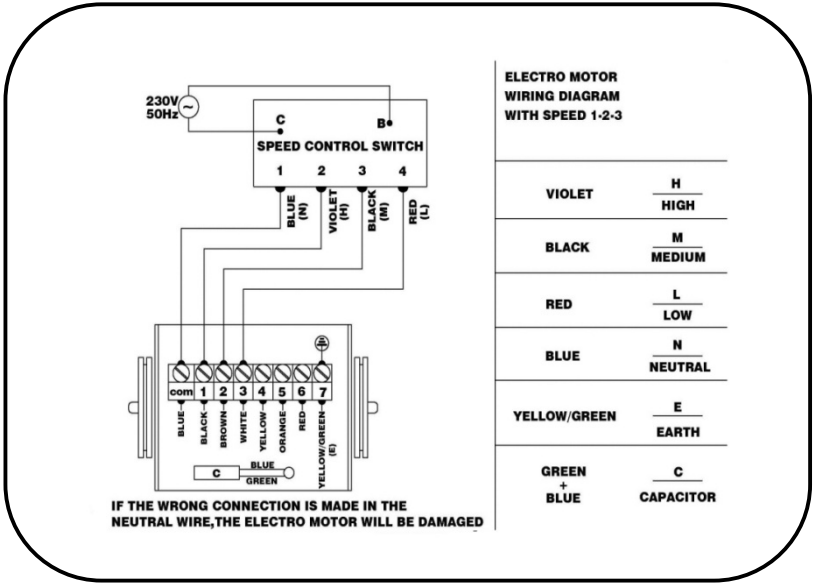 230V
50Hz
C
B
SPEED CONTROL SWITCH
1 2 3 4
BLUE
(N)
VIOLET
(H)
BLACK
(M)
RED
(L)
com 1 2 3 4 5 6 7
BLUE
BLACK
BROWN
WHITE
YELLOW
ORANGE
RED
YELLOW/GREEN
(E)
C
BLUE
GREEN
IF THE WRONG CONNECTION IS MADE IN THE
NEUTRAL WIRE,THE ELECTRO MOTOR WILL BE DAMAGED
ELECTRO MOTOR
WIRING DIAGRAM
WITH SPEED 1-2-3
VIOLET
H
HIGH
BLACK
M
MEDIUM
RED
L
LOW
BLUE
N
NEUTRAL
YELLOW/GREEN
E
EARTH
GREEN
+
BLUE
C
CAPACITOR